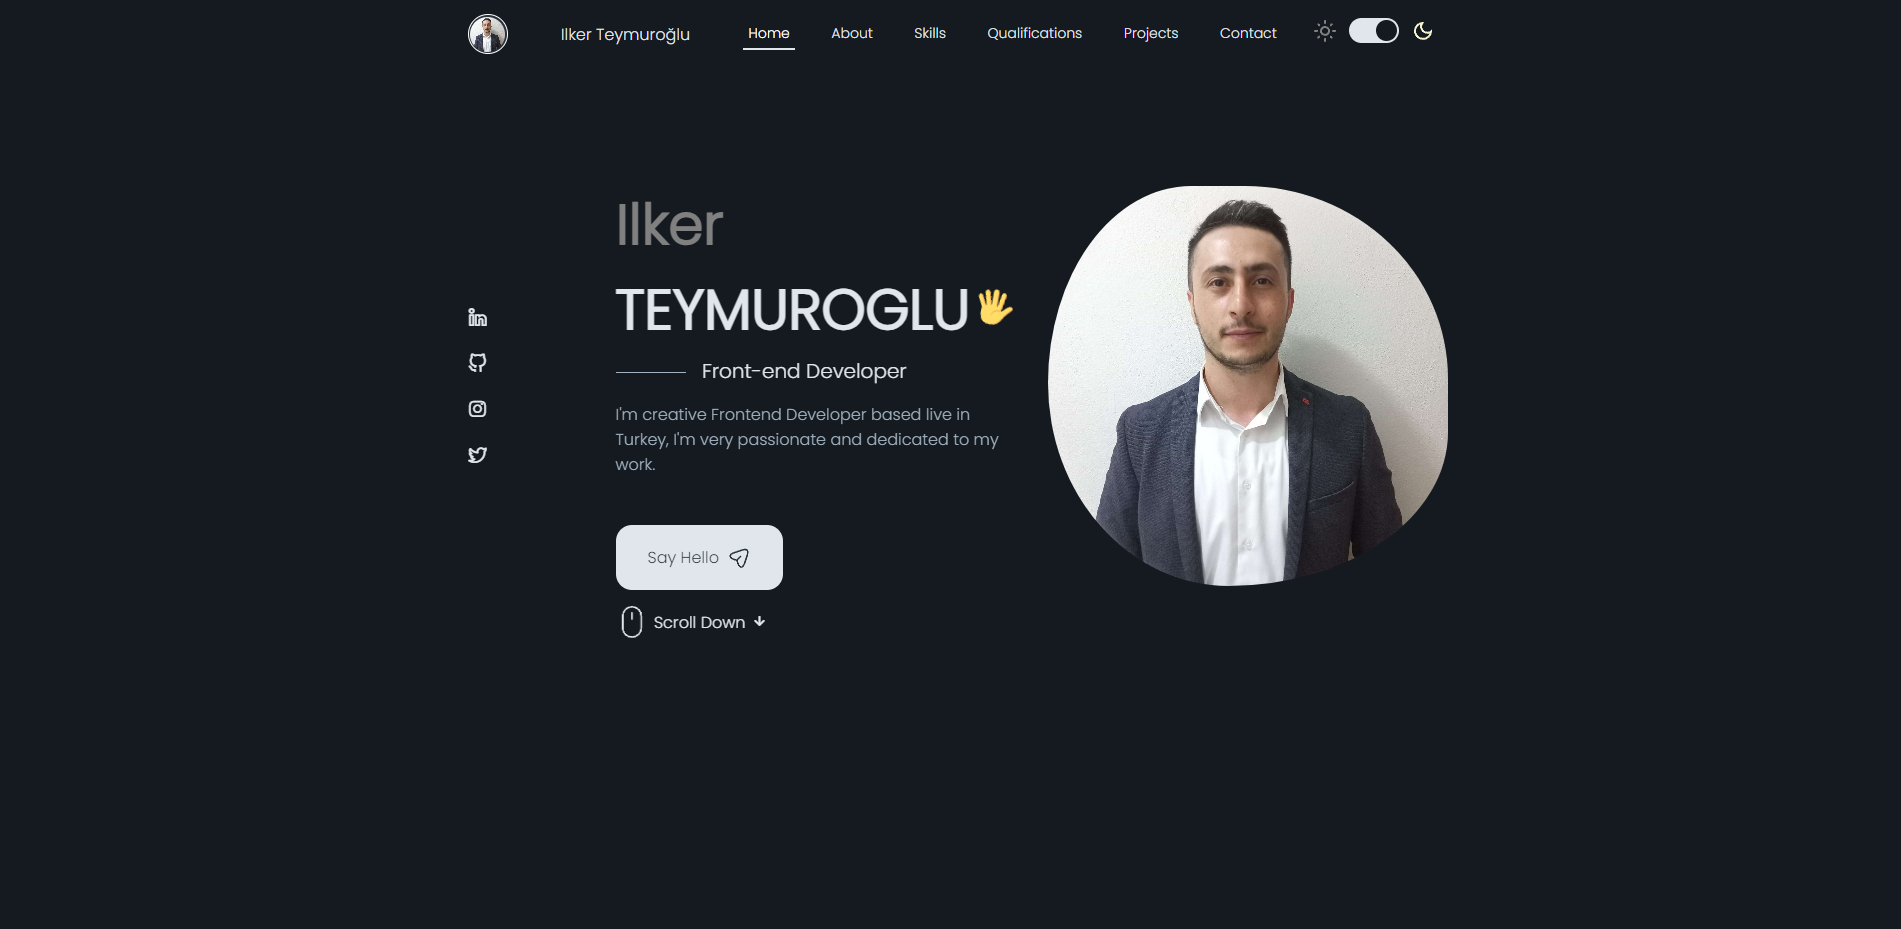 Ilker Teymuroğlu
Home
About
Skills
Qualifications
Projects
Contact
Ilker
TEYMUROGLU
Front-end Developer
I'm creative Frontend Developer based live in
Turkey, I'm very passionate and dedicated to my
work.
Say Hello
Scroll Down